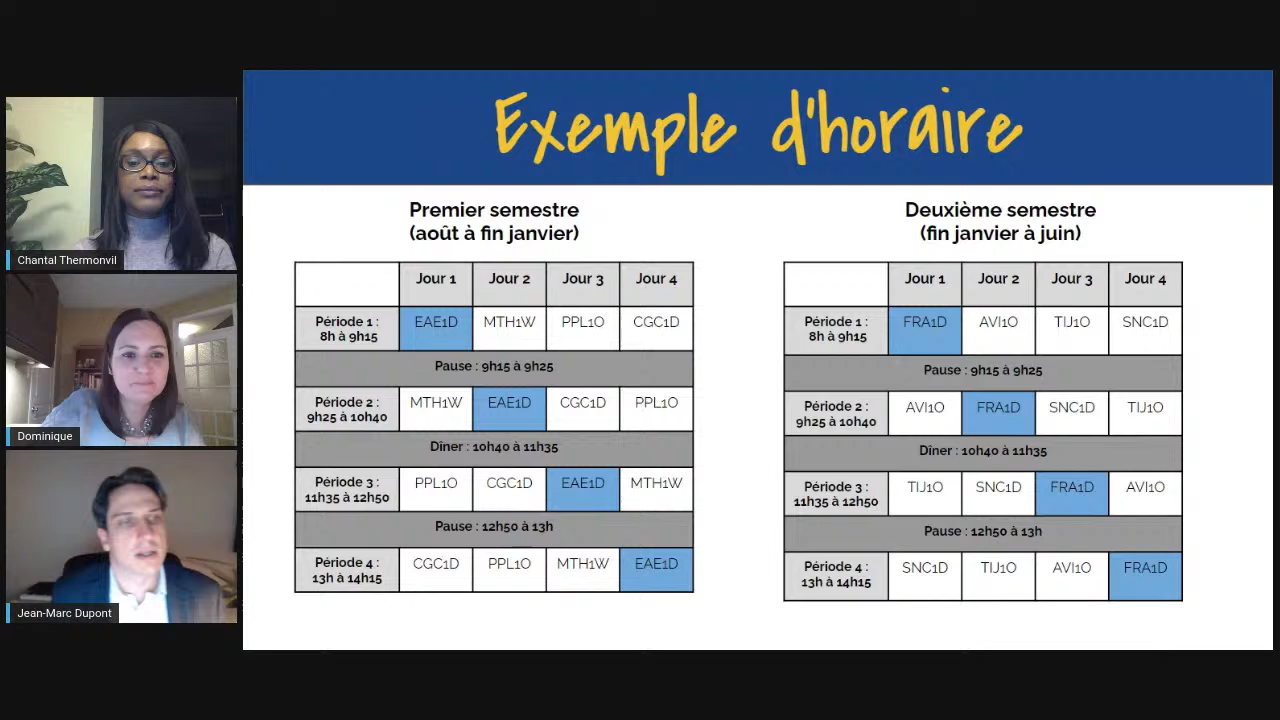 Exemple d'horaire
Premier semestre
(août à fin janvier)
Jour 1 Jour 2 Jour 3 Jour 4
Période 1 :
8h à 9h15
EAE1D MTH1W PPL1O CGC1D
Pause : 9h15 à 9h25
Période 2 :
9h25 à 10h40
MTH1W EAE1D CGC1D PPL1O
Dîner : 10h40 à 11h35
Période 3 :
11h35 à 12h50
PPL1O CGC1D EAE1D MTH1W
Pause : 12h50 à 13h
Période 4 :
13h à 14h15
CGC1D PPL1O MTH1W EAE1D
Deuxième semestre
(fin janvier à juin)
Jour 1 Jour 2 Jour 3 Jour 4
Période 1 :
8h à 9h15
FRA1D AVI1O TIJ1O SNC1D
Pause : 9h15 à 9h25
Période 2 :
9h25 à 10h40
AVI1O FRA1D SNC1D TIJ1O
Dîner : 10h40 à 11h35
Période 3 :
11h35 à 12h50
TIJ1O SNC1D FRA1D AVI1O
Pause : 12h50 à 13h
Période 4 :
13h à 14h15
SNC1D TIJ1O AVI1O FRA1D
Chantal Thermonvil
Dominique
Jean-Marc Dupont